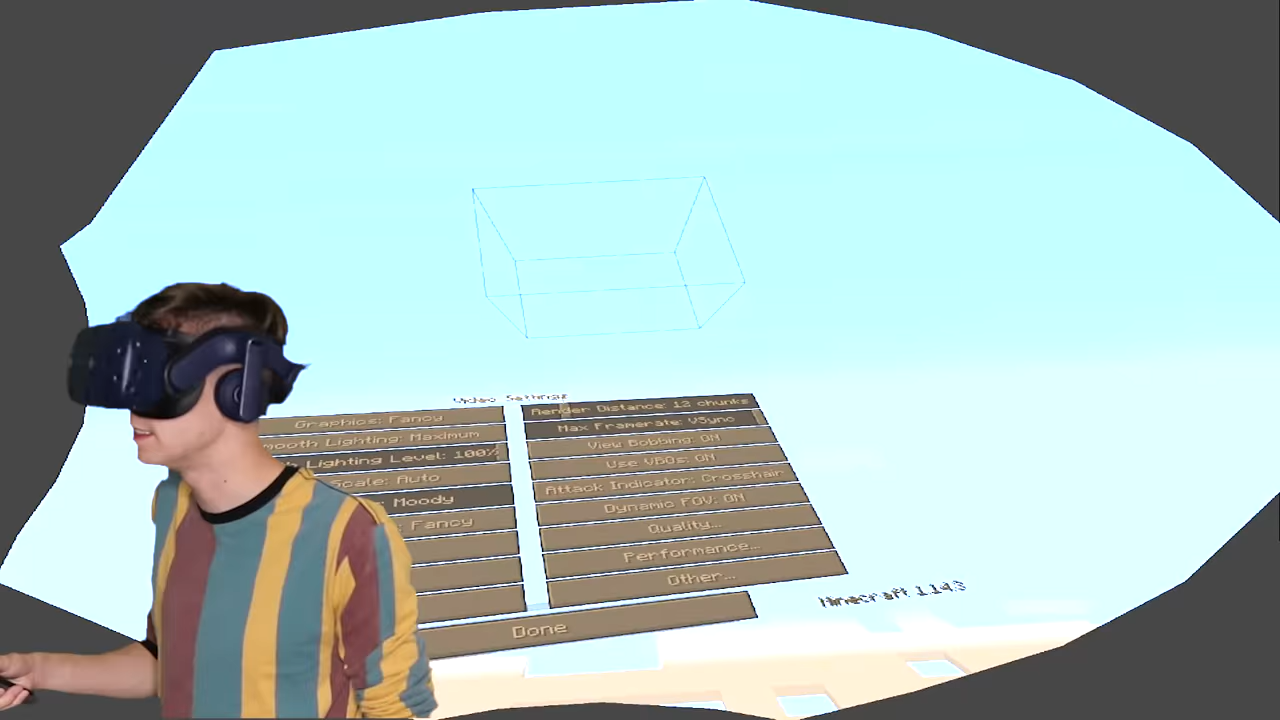 Video Settings
Graphics: Fancy
Render Distance: 12 chunks
mooth Lighting: Maximum
Max Framerate: VSync
Lighting Level: 100%
View Bobbing: ON
Scale: Auto
Use VBOs: ON
: Moody
Attack Indicator: Crosshair
: Fancy
Dynamic FOV: ON
Quality...
Performance...
Other...
Done
Minecraft 1.14.3